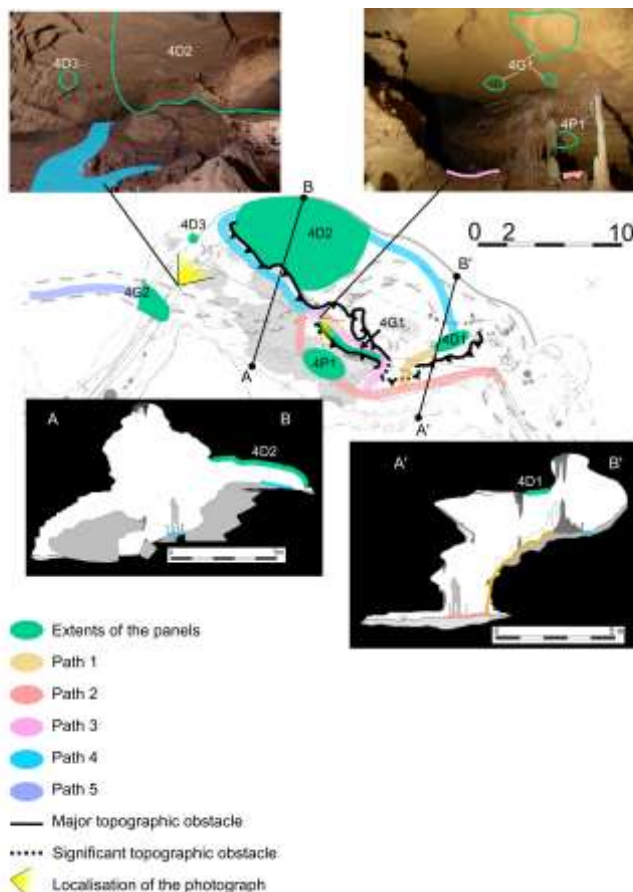 4D3
4D2
4G1
4P1
B
4D3
4D2
B'
0 2 10
4G2
4G1
4D1
4P1
A
A'
A B
4D2
A' B'
4D1
Extents of the panels
Path 1
Path 2
Path 3
Path 4
Path 5
Major topographic obstacle
Significant topographic obstacle
Localisation of the photograph